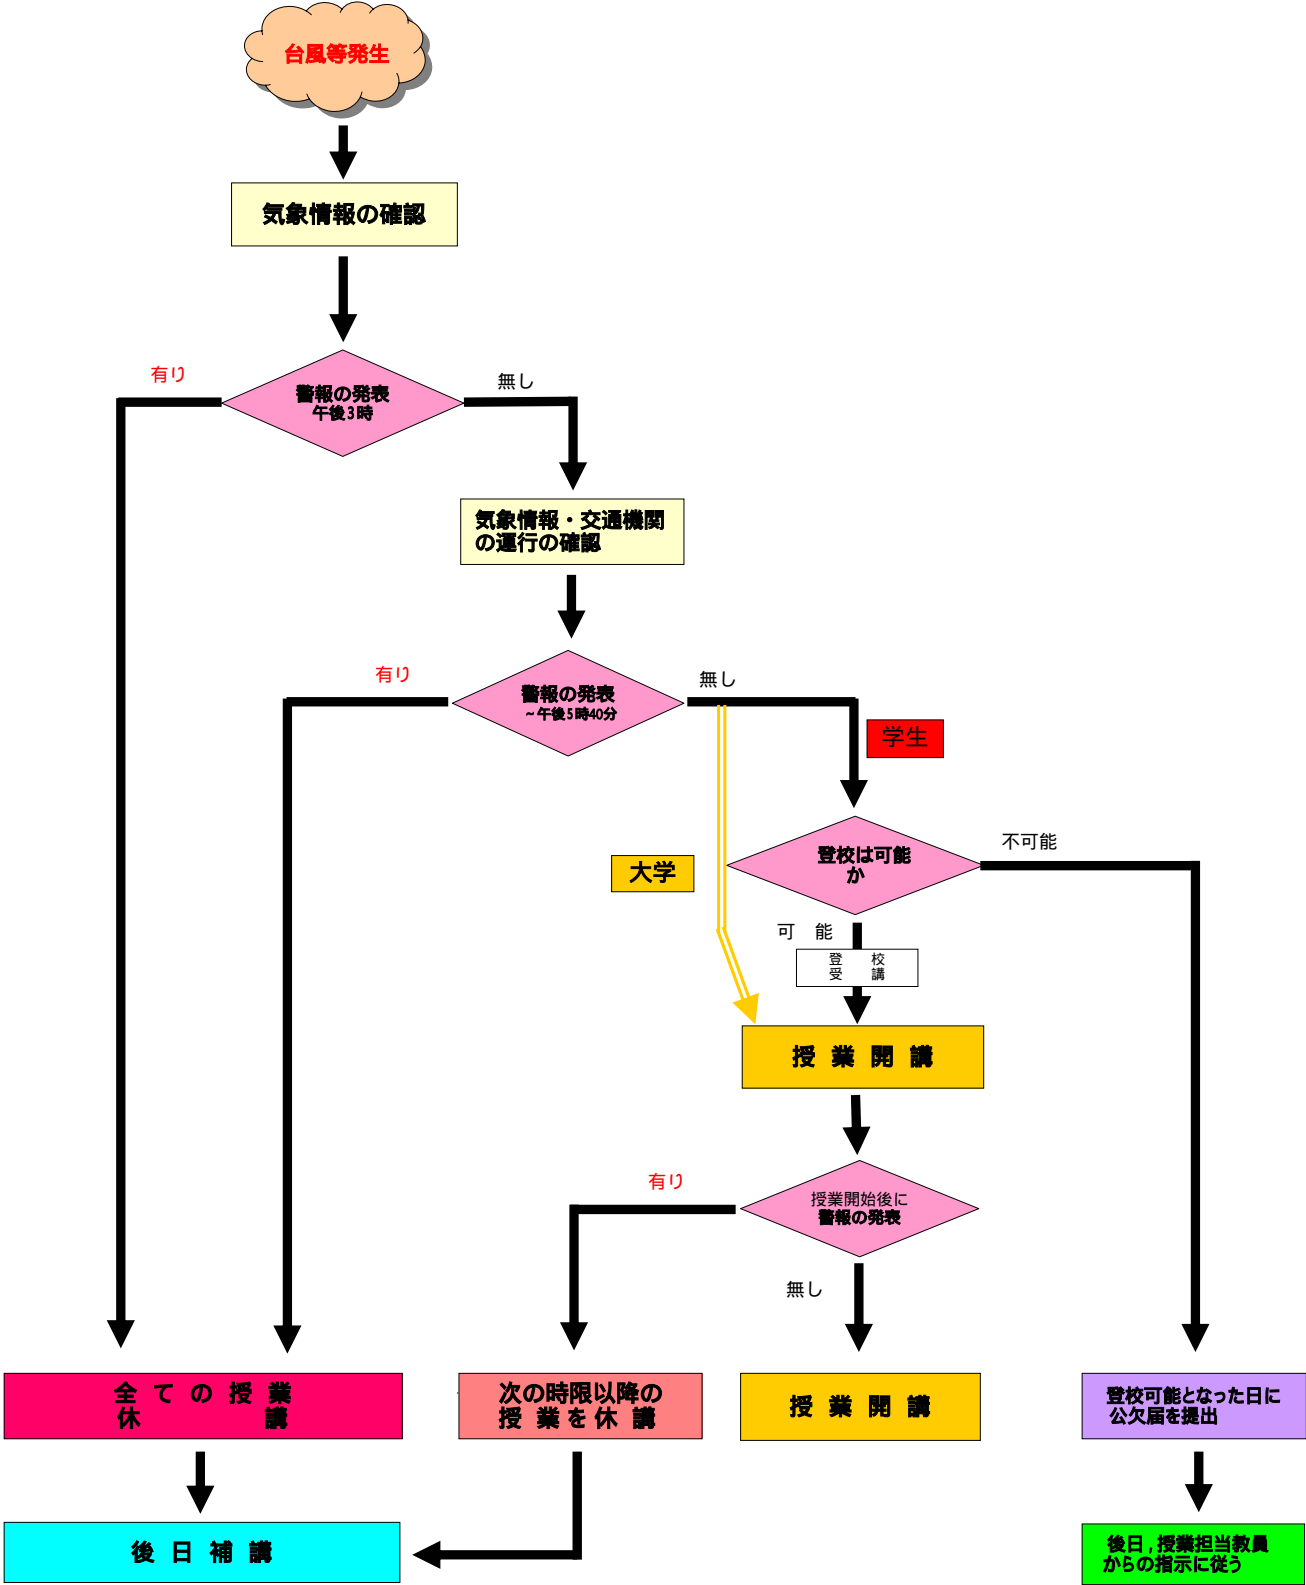 台風等発生
気象情報の確認
有り
無し
警報の発表
午後3時
気象情報・交通機関
の運行の確認
有り
無し
警報の発表
~午後5時40分
学生
大学
登校は可能
か
不可能
可 能
登 校
受 講
授 業 開 講
有り
授業開始後に
警報の発表
無し
全 て の 授 業
休 講
次の時限以降の
授 業 を 休 講
授 業 開 講
登校可能となった日に
公欠届を提出
後 日 補 講
後日,授業担当教員
からの指示に従う